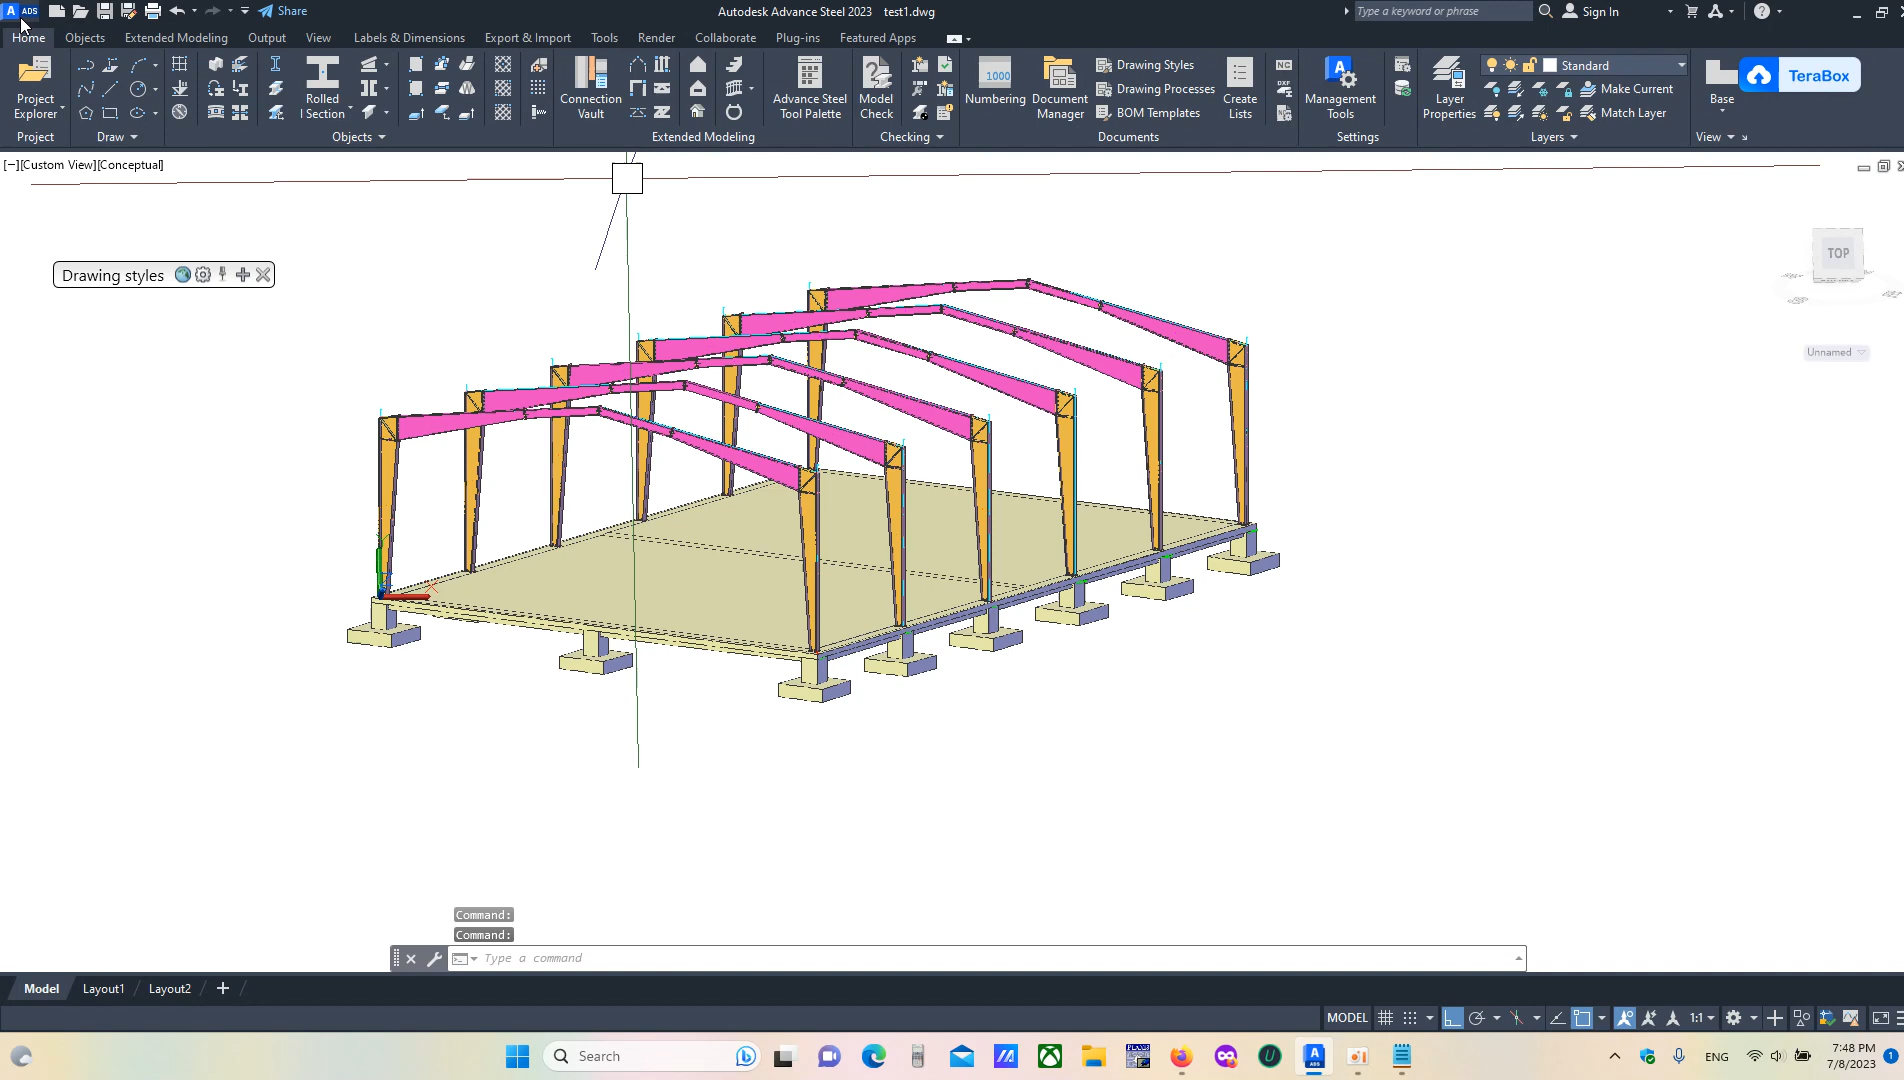 A ADS Share Autodesk Advance Steel 2023 test1.dwg Type a keyword or phrase Sign In
Home Objects Extended Modeling Output View Labels & Dimensions Export & Import Tools Render Collaborate Plug-ins Featured Apps
Project Explorer
Rolled I Section
Connection Vault
Advance Steel Tool Palette
Model Check
1000
Numbering
Document Manager
Drawing Styles
Drawing Processes
BOM Templates
Create Lists
NC
DXF
Management Tools
Layer Properties
Standard
Make Current
Match Layer
Base
TeraBox
Project Draw Objects Extended Modeling Checking Documents Settings Layers View
[−][Custom View][Conceptual]
TOP
Drawing styles
Unnamed
Command:
Command:
Type a command
Model Layout1 Layout2
MODEL 1:1
Search
ENG
7:48 PM
7/8/2023
1